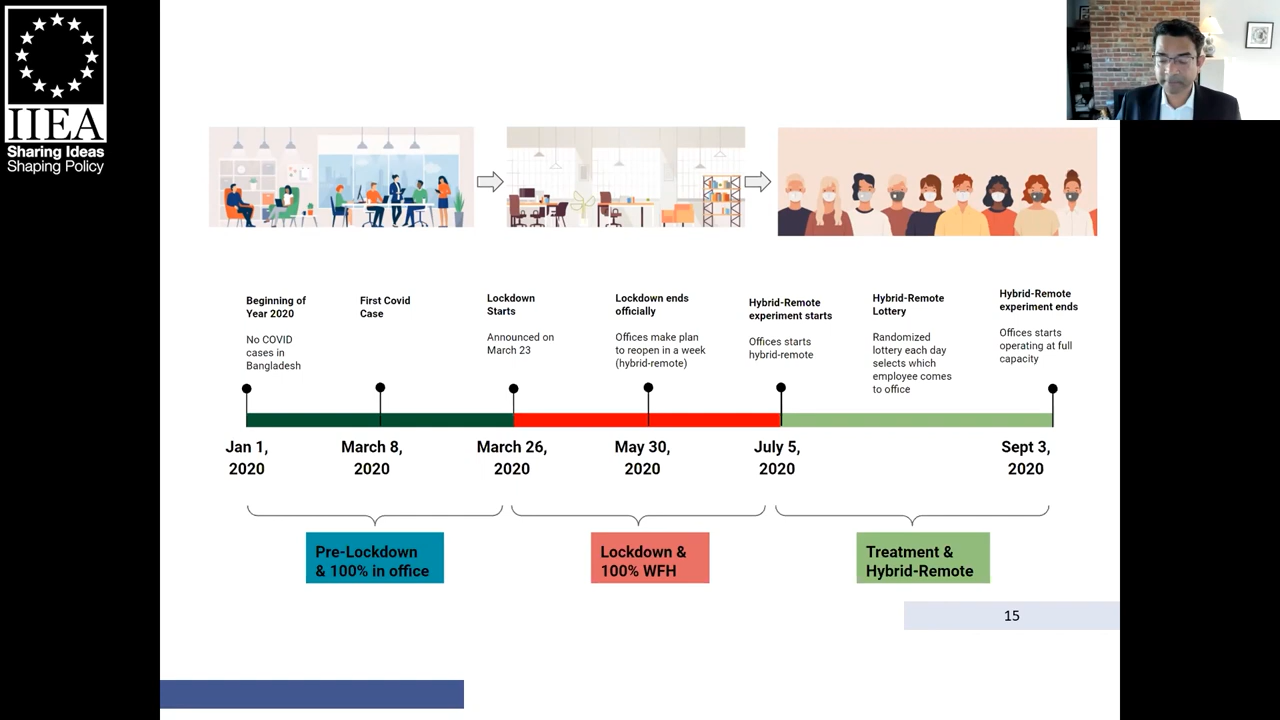 IIEA
Sharing Ideas
Shaping Policy
Beginning of
Year 2020
No COVID
cases in
Bangladesh
First Covid
Case
Lockdown
Starts
Announced on
March 23
Lockdown ends
officially
Offices make plan
to reopen in a week
(hybrid-remote)
Hybrid-Remote
experiment starts
Offices starts
hybrid-remote
Hybrid-Remote
Lottery
Randomized
lottery each day
selects which
employee comes
to office
Hybrid-Remote
experiment ends
Offices starts
operating at full
capacity
Jan 1,
2020
March 8,
2020
March 26,
2020
May 30,
2020
July 5,
2020
Sept 3,
2020
Pre-Lockdown
& 100% in office
Lockdown &
100% WFH
Treatment &
Hybrid-Remote
15